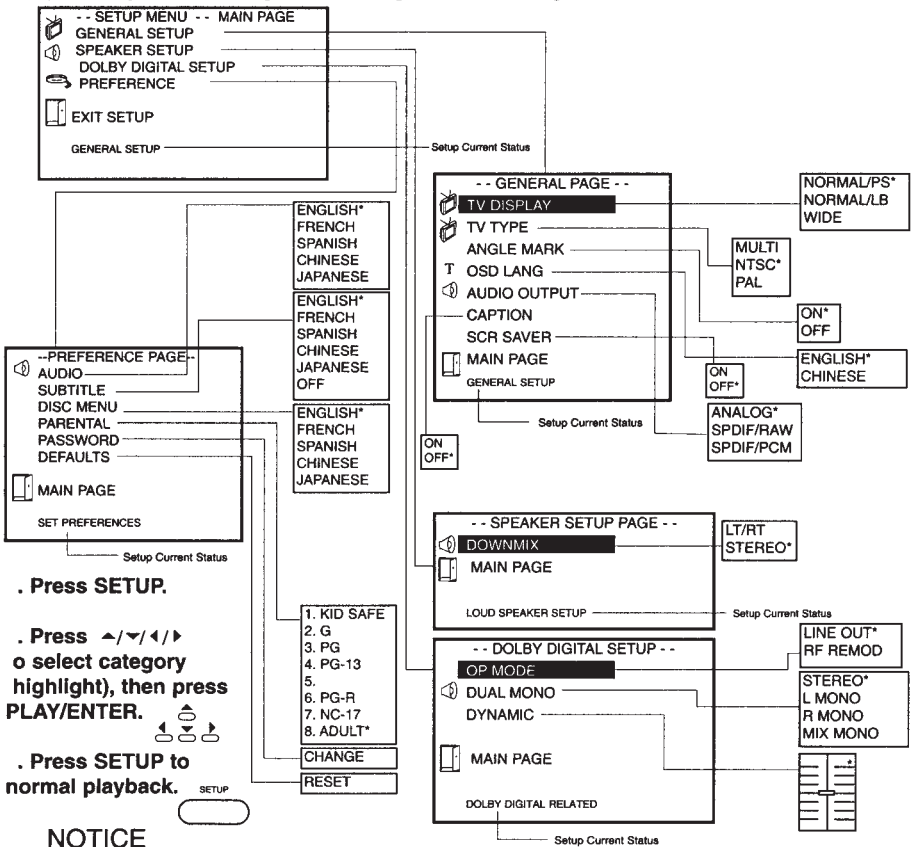 - - SETUP MENU - - MAIN PAGE
GENERAL SETUP
SPEAKER SETUP
DOLBY DIGITAL SETUP
PREFERENCE
EXIT SETUP
GENERAL SETUP
Setup Current Status
- - GENERAL PAGE - -
TV DISPLAY
TV TYPE
ANGLE MARK
T OSD LANG
AUDIO OUTPUT
CAPTION
SCR SAVER
MAIN PAGE
GENERAL SETUP
Setup Current Status
NORMAL/PS*
NORMAL/LB
WIDE
MULTI
NTSC*
PAL
ON*
OFF
ENGLISH*
CHINESE
ON
OFF*
ANALOG*
SPDIF/RAW
SPDIF/PCM
ON
OFF*
--PREFERENCE PAGE--
AUDIO
SUBTITLE
DISC MENU
PARENTAL
PASSWORD
DEFAULTS
MAIN PAGE
SET PREFERENCES
Setup Current Status
ENGLISH*
FRENCH
SPANISH
CHINESE
JAPANESE
ENGLISH*
FRENCH
SPANISH
CHINESE
JAPANESE
OFF
ENGLISH*
FRENCH
SPANISH
CHINESE
JAPANESE
1. KID SAFE
2. G
3. PG
4. PG-13
5.
6. PG-R
7. NC-17
8. ADULT*
CHANGE
RESET
- - SPEAKER SETUP PAGE - -
DOWNMIX
MAIN PAGE
LOUD SPEAKER SETUP
Setup Current Status
LT/RT
STEREO*
- - DOLBY DIGITAL SETUP - -
OP MODE
DUAL MONO
DYNAMIC
MAIN PAGE
DOLBY DIGITAL RELATED
Setup Current Status
LINE OUT*
RF REMOD
STEREO*
L MONO
R MONO
MIX MONO
*
. Press SETUP.
. Press ▲/▼/◀/▶
o select category
highlight), then press
PLAY/ENTER.
. Press SETUP to
normal playback.
SETUP
NOTICE